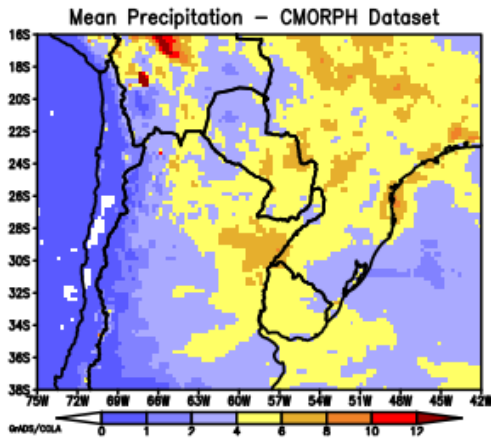 Mean Precipitation – CMORPH Dataset
16S
18S
20S
22S
24S
26S
28S
30S
32S
34S
36S
38S
75W 72W 69W 66W 63W 60W 57W 54W 51W 48W 45W 42W
GrADS/COLA
0 1 2 4 6 8 10 12